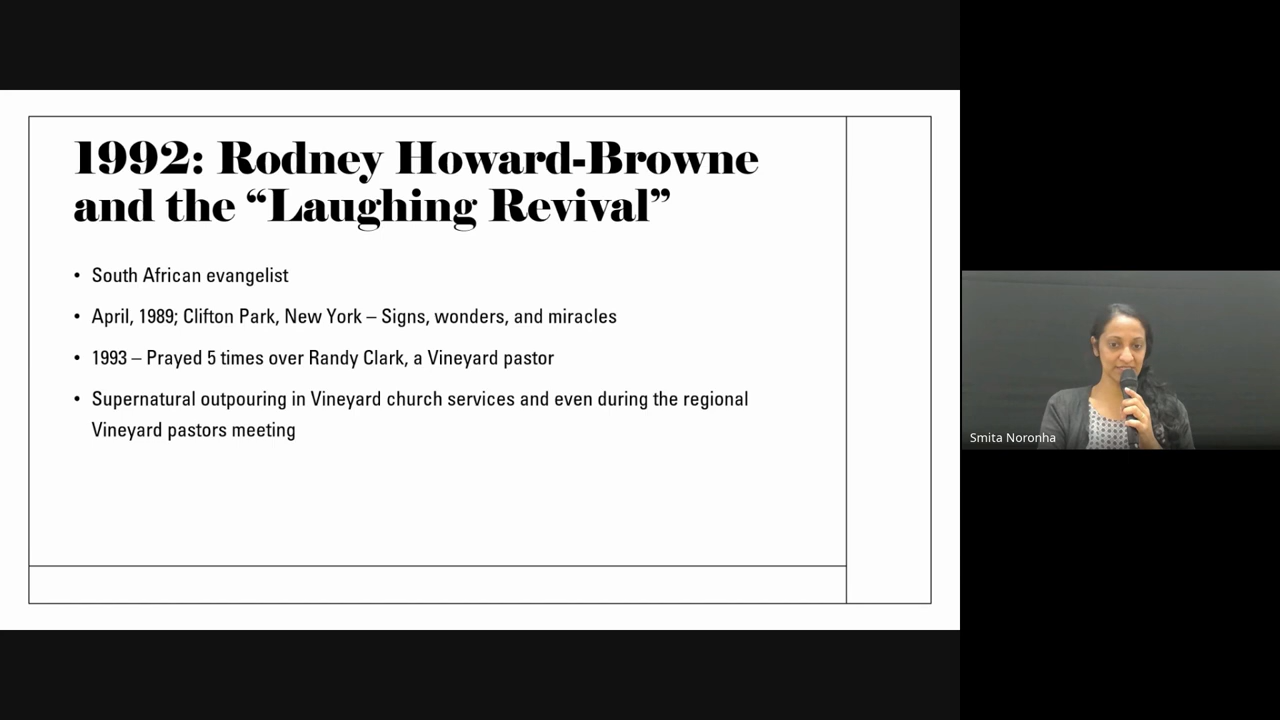 1992: Rodney Howard-Browne
and the “Laughing Revival”
• South African evangelist
• April, 1989; Clifton Park, New York – Signs, wonders, and miracles
• 1993 – Prayed 5 times over Randy Clark, a Vineyard pastor
• Supernatural outpouring in Vineyard church services and even during the regional
Vineyard pastors meeting
Smita Noronha